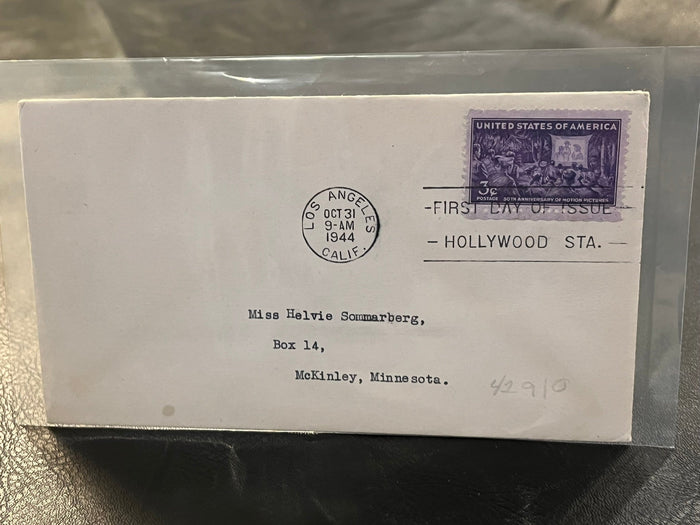 UNITED STATES OF AMERICA
3¢
POSTAGE 50TH ANNIVERSARY OF MOTION PICTURES
LOS ANGELES
OCT 31
9-AM
1944
CALIF.
-FIRST DAY OF ISSUE-
- HOLLYWOOD STA. -
Miss Helvie Sommarberg,
Box 14,
McKinley, Minnesota.
42910